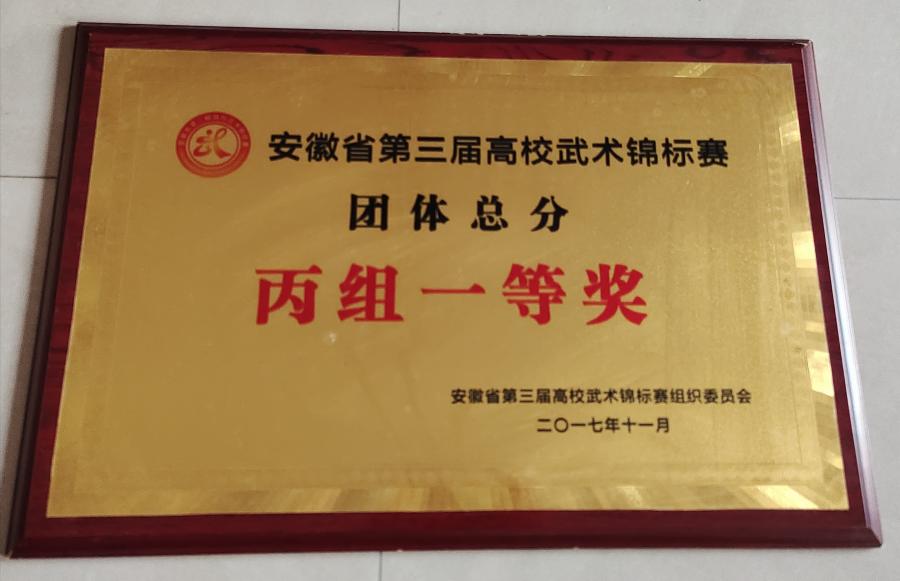 安徽省第三届高校武术锦标赛
团体总分
丙组一等奖
安徽省第三届高校武术锦标赛组织委员会
二〇一七年十一月